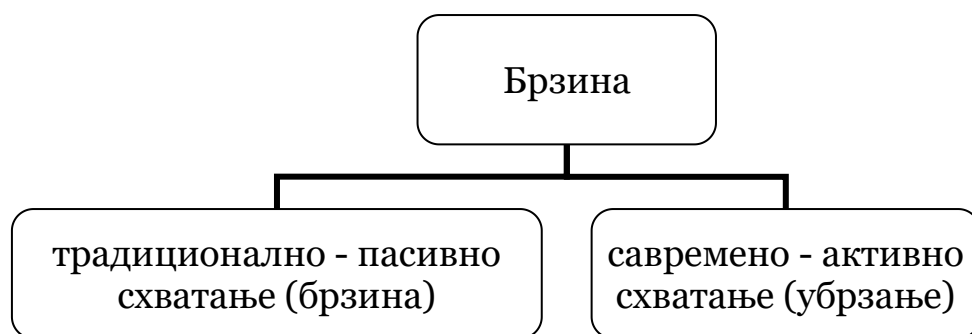 Брзина
традиционално - пасивно
схватање (брзина)
савремено - активно
схватање (убрзање)